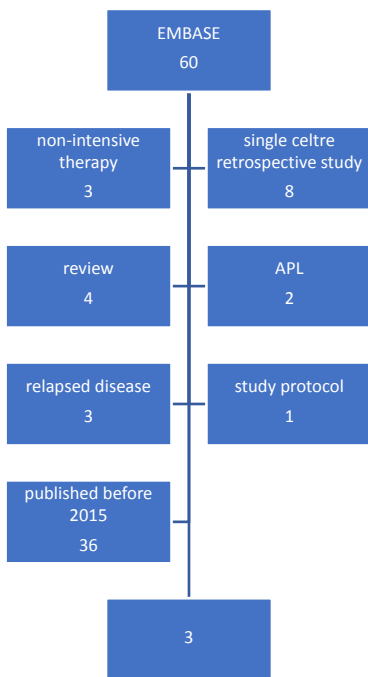 EMBASE
60
non-intensive
therapy
3
single celtre
retrospective study
8
review
4
APL
2
relapsed disease
3
study protocol
1
published before
2015
36
3